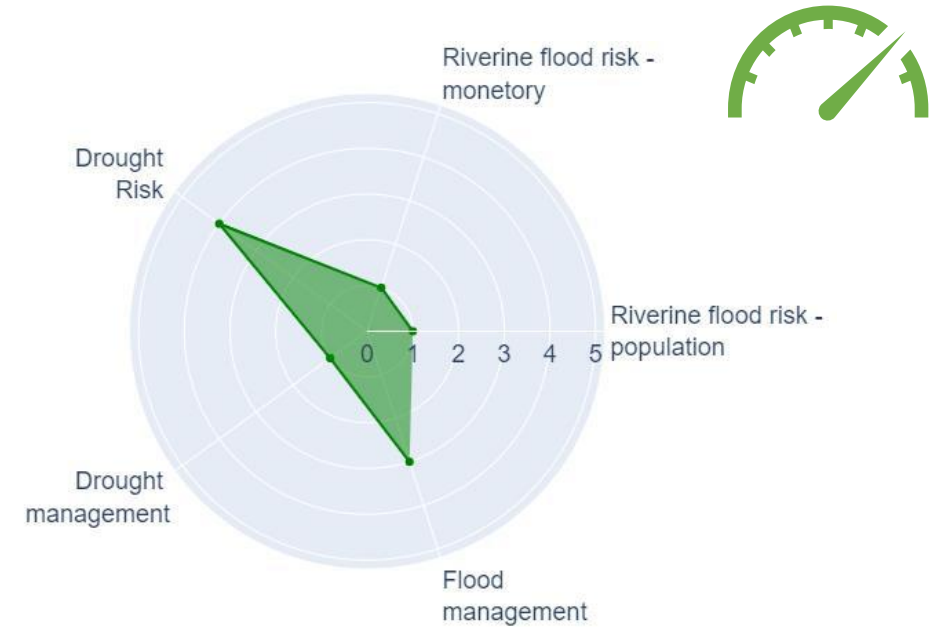 Riverine flood risk -
monetory
Drought
Risk
Riverine flood risk -
population
0 1 2 3 4 5
Drought
management
Flood
management